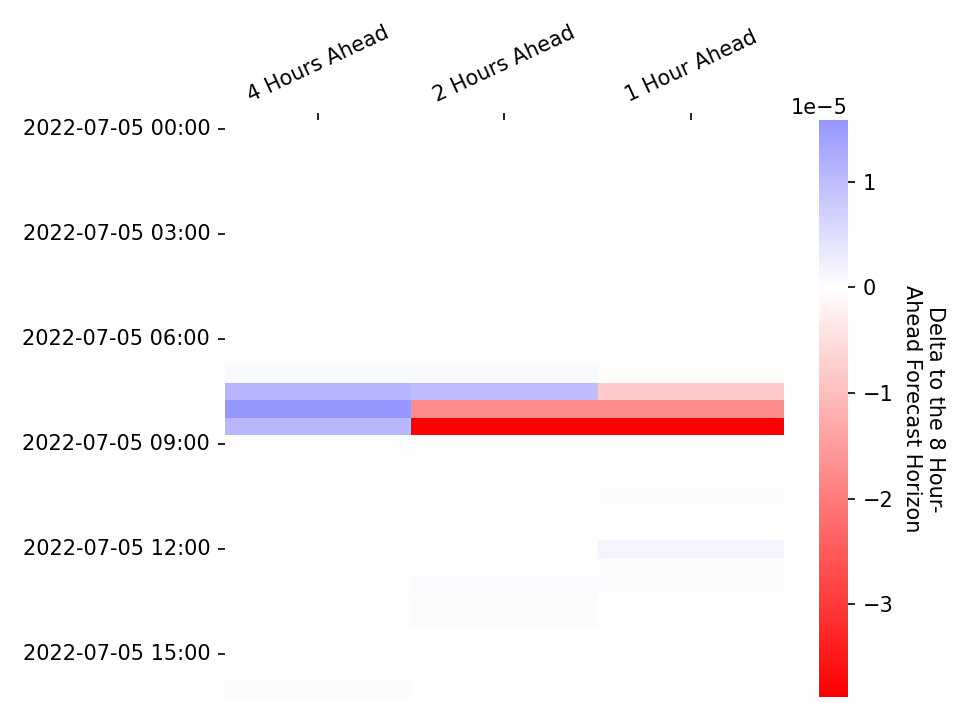 4 Hours Ahead
2 Hours Ahead
1 Hour Ahead
1e−5
2022-07-05 00:00
2022-07-05 03:00
2022-07-05 06:00
2022-07-05 09:00
2022-07-05 12:00
2022-07-05 15:00
1
0
−1
−2
−3
Delta to the 8 Hour-
Ahead Forecast Horizon